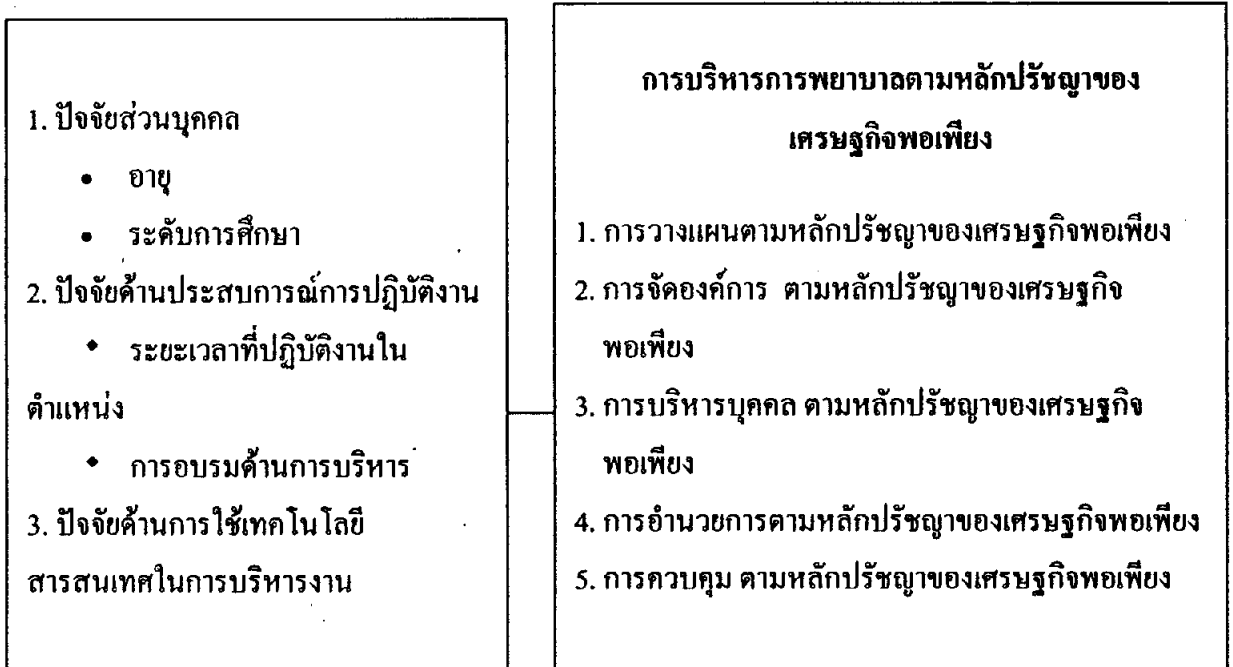 1. ปัจจัยส่วนบุคคล
• อายุ
• ระดับการศึกษา
2. ปัจจัยด้านประสบการณ์การปฏิบัติงาน
◆ ระยะเวลาที่ปฏิบัติงานใน
ตำแหน่ง
◆ การอบรมด้านการบริหาร
3. ปัจจัยด้านการใช้เทคโนโลยี
สารสนเทศในการบริหารงาน
การบริหารการพยาบาลตามหลักปรัชญาของ
เศรษฐกิจพอเพียง
1. การวางแผนตามหลักปรัชญาของเศรษฐกิจพอเพียง
2. การจัดองค์การ ตามหลักปรัชญาของเศรษฐกิจ
พอเพียง
3. การบริหารบุคคล ตามหลักปรัชญาของเศรษฐกิจ
พอเพียง
4. การอำนวยการตามหลักปรัชญาของเศรษฐกิจพอเพียง
5. การควบคุม ตามหลักปรัชญาของเศรษฐกิจพอเพียง